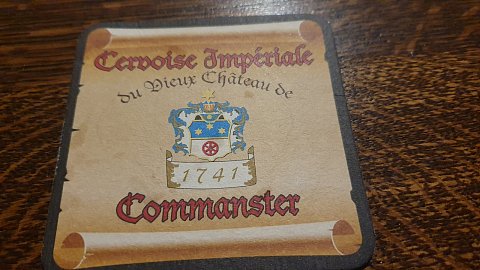 Cervoise Impériale
du Vieux Château de
1741
Commanster